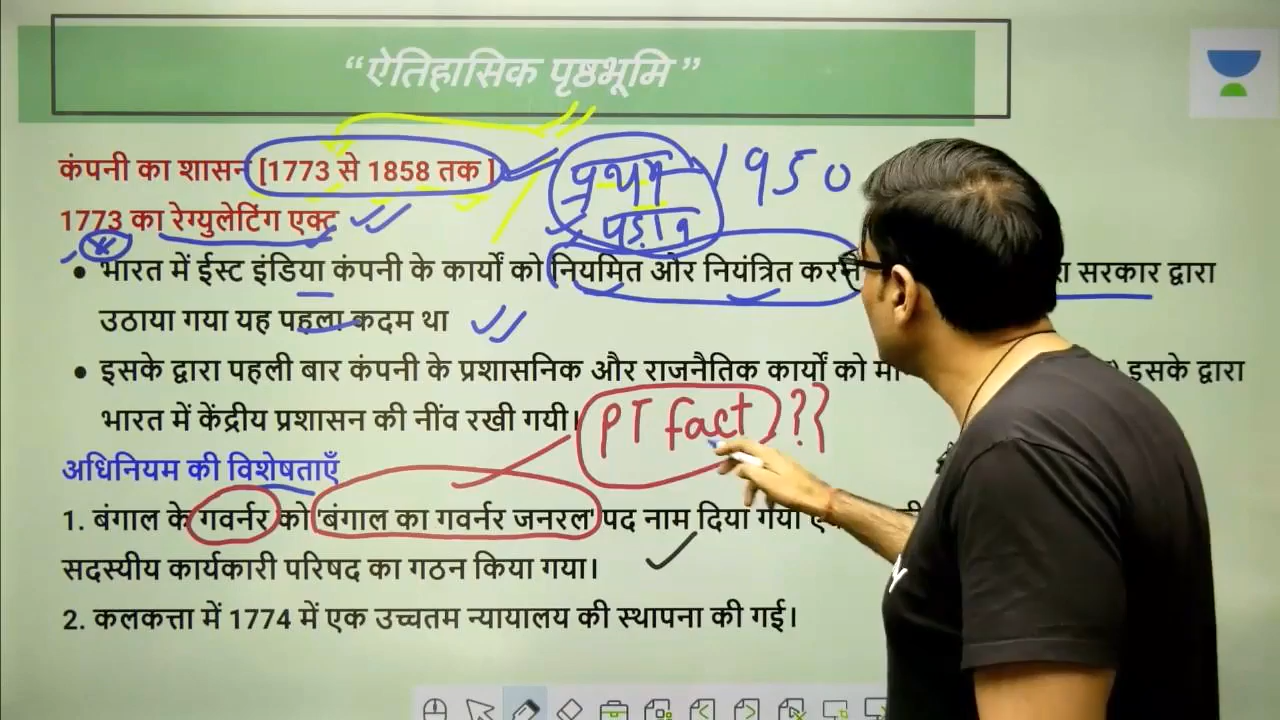 “ऐतिहासिक पृष्ठभूमि”
कंपनी का शासन [1773 से 1858 तक ]
प्रथम पड़ाव
1950
1773 का रेग्युलेटिंग एक्ट
• भारत में ईस्ट इंडिया कंपनी के कार्यों को नियमित और नियंत्रित करने सरकार द्वारा
उठाया गया यह पहला कदम था
• इसके द्वारा पहली बार कंपनी के प्रशासनिक और राजनैतिक कार्यों को इसके द्वारा
भारत में केंद्रीय प्रशासन की नींव रखी गयी।
PT fact ??
अधिनियम की विशेषताएँ
1. बंगाल के गवर्नर को 'बंगाल का गवर्नर जनरल' पद नाम दिया गया
सदस्यीय कार्यकारी परिषद का गठन किया गया।
2. कलकत्ता में 1774 में एक उच्चतम न्यायालय की स्थापना की गई।